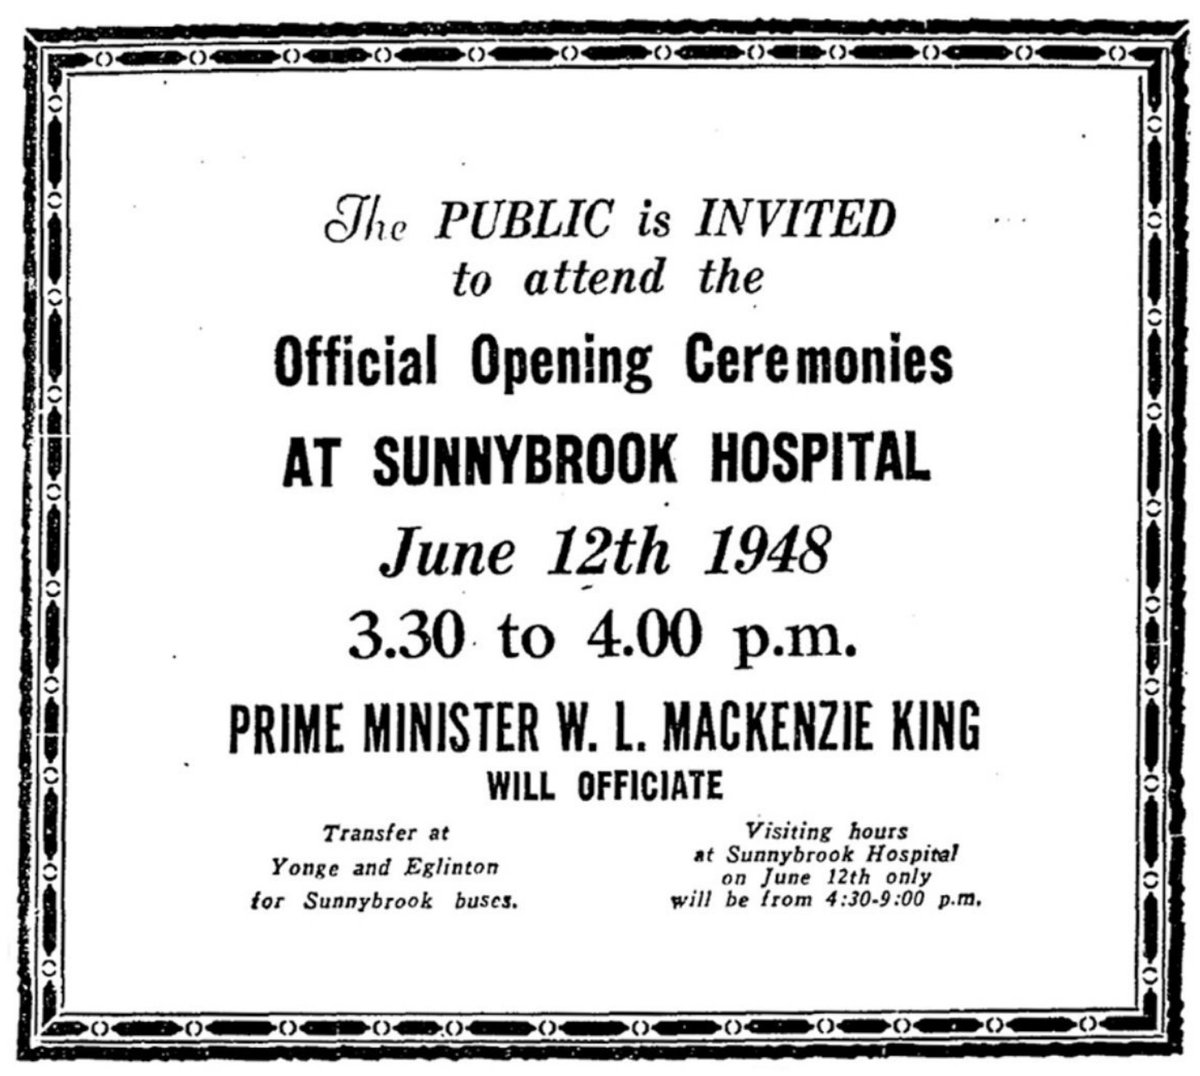 The PUBLIC is INVITED
to attend the
Official Opening Ceremonies
AT SUNNYBROOK HOSPITAL
June 12th 1948
3.30 to 4.00 p.m.
PRIME MINISTER W. L. MACKENZIE KING
WILL OFFICIATE
Transfer at
Yonge and Eglinton
for Sunnybrook buses.
Visiting hours
at Sunnybrook Hospital
on June 12th only
will be from 4:30-9:00 p.m.